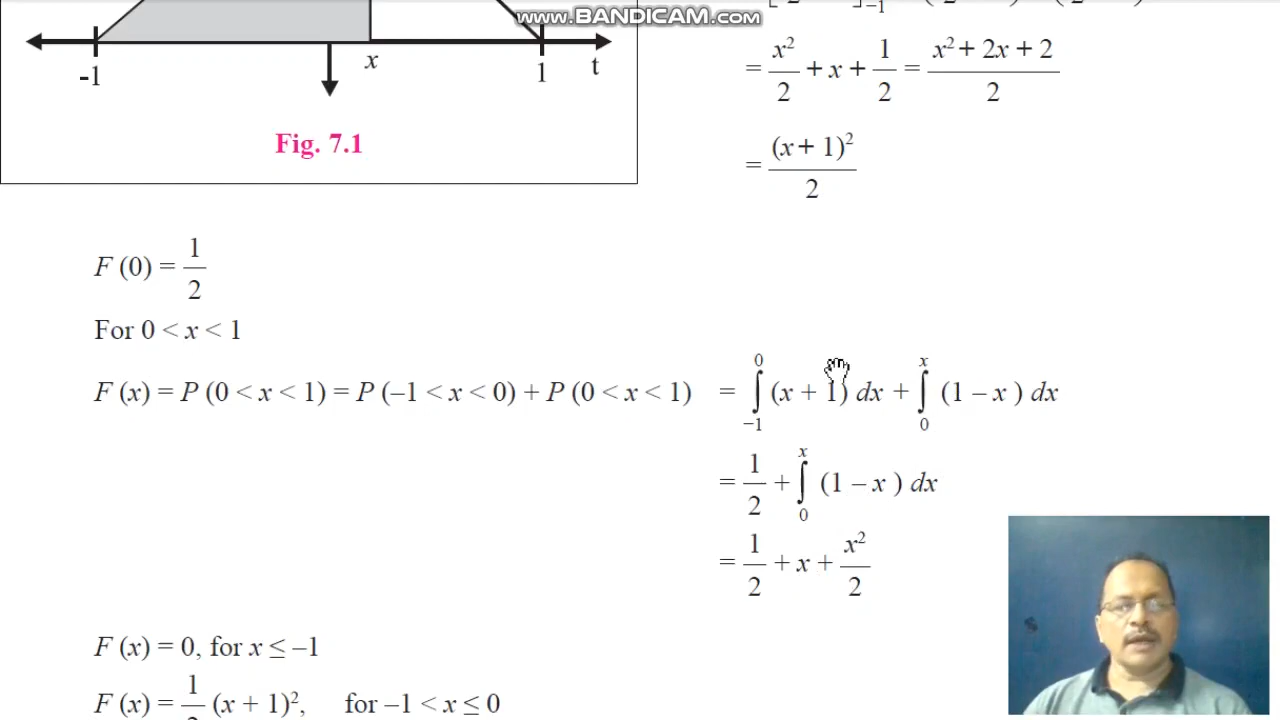 www.BANDICAM.com
-1 x 1 t
Fig. 7.1
= x²/2 + x + 1/2 = (x² + 2x + 2)/2
= (x + 1)²/2
F (0) = 1/2
For 0 < x < 1
F (x) = P (0 < x < 1) = P (–1 < x < 0) + P (0 < x < 1) = ∫₋₁⁰ (x + 1) dx + ∫₀ˣ (1 – x ) dx
= 1/2 + ∫₀ˣ (1 – x ) dx
= 1/2 + x + x²/2
F (x) = 0, for x ≤ –1
F (x) = 1/2 (x + 1)², for –1 < x ≤ 0